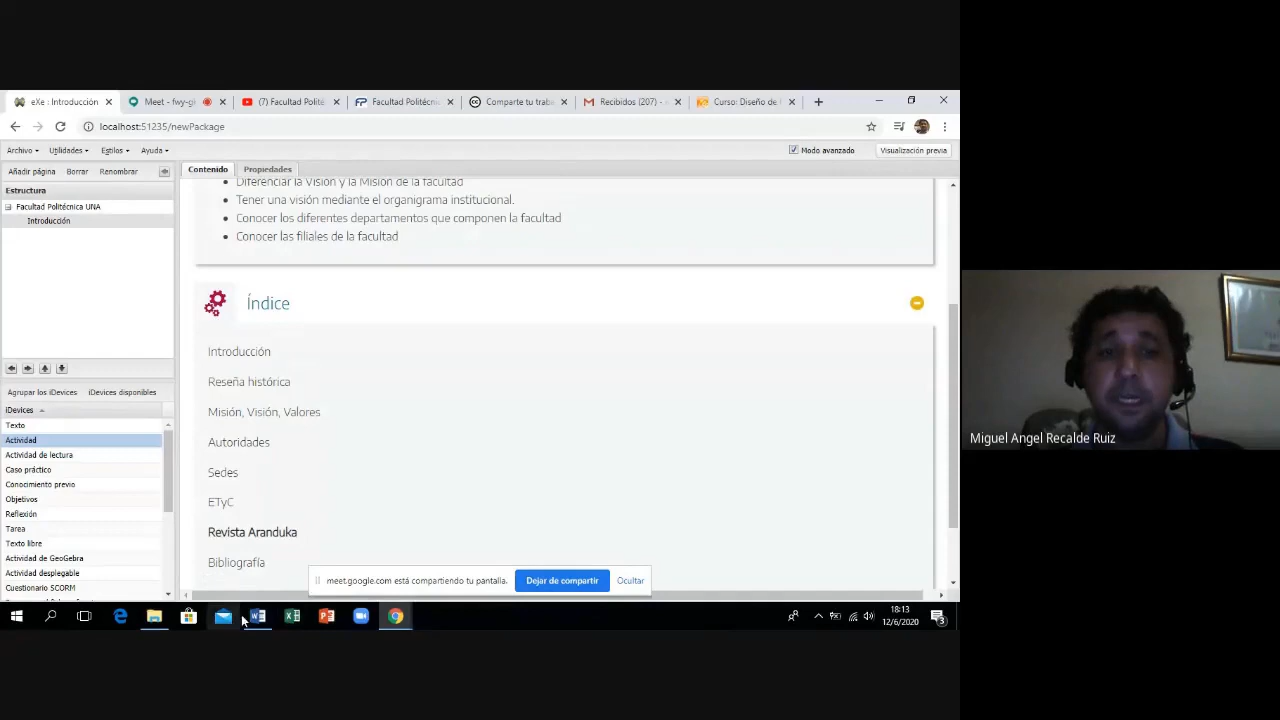 eXe : Introducción
Meet - fwy-gi
(7) Facultad Polité
Facultad Politécnic
Comparte tu traba
Recibidos (207) -
Curso: Diseño de
localhost:51235/newPackage
Archivo Utilidades Estilos Ayuda
Modo avanzado
Visualización previa
Añadir página Borrar Renombrar
Contenido Propiedades
Estructura
Facultad Politécnica UNA
Introducción
Diferenciar la Visión y la Misión de la facultad
Tener una visión mediante el organigrama institucional.
Conocer los diferentes departamentos que componen la facultad
Conocer las filiales de la facultad
Índice
Introducción
Reseña histórica
Misión, Visión, Valores
Autoridades
Sedes
ETyC
Revista Aranduka
Bibliografía
Agrupar los iDevices iDevices disponibles
iDevices
Texto
Actividad
Actividad de lectura
Caso práctico
Conocimiento previo
Objetivos
Reflexión
Tarea
Texto libre
Actividad de GeoGebra
Actividad desplegable
Cuestionario SCORM
meet.google.com está compartiendo tu pantalla.
Dejar de compartir
Ocultar
18:13
12/6/2020
3
Miguel Angel Recalde Ruiz